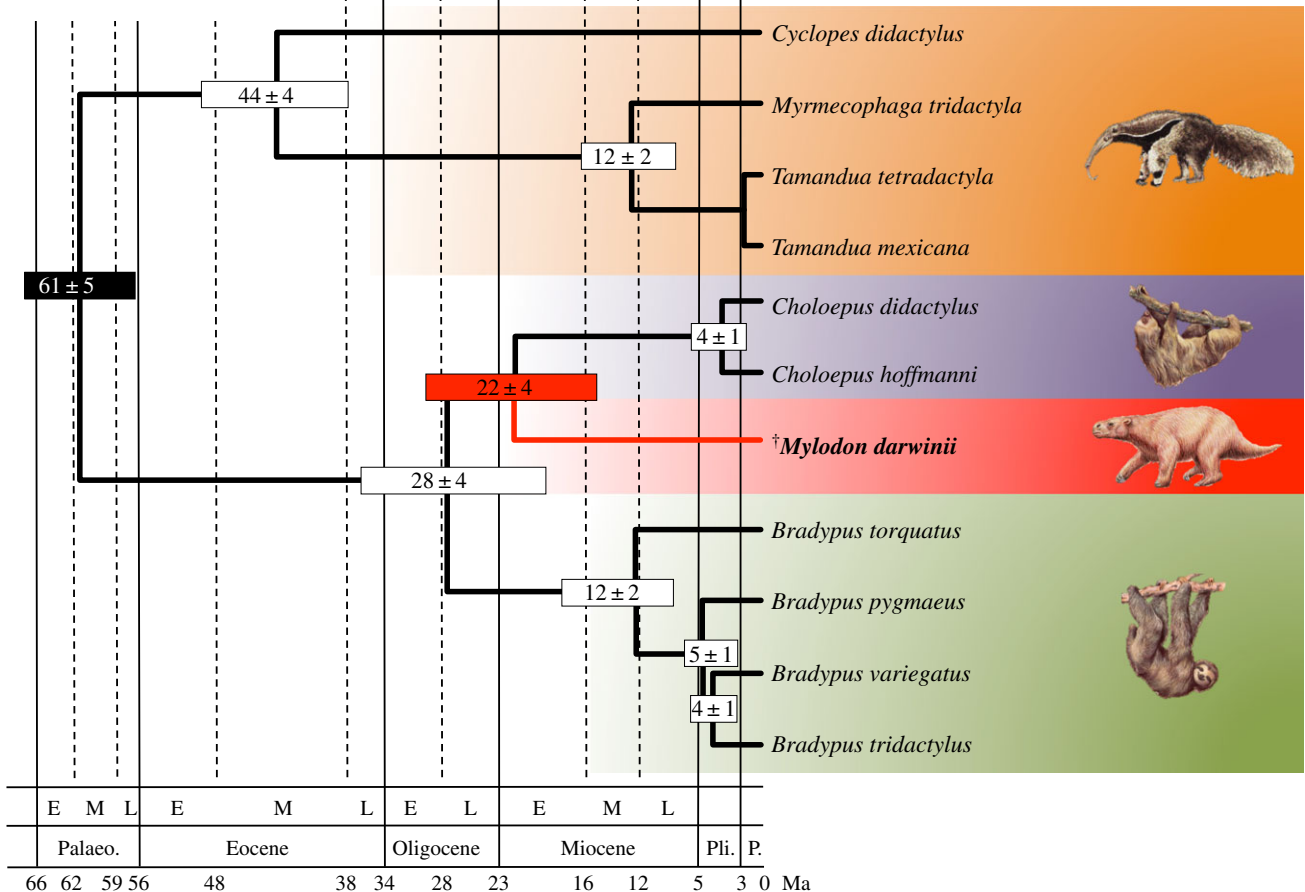 Cyclopes didactylus
44 ± 4
Myrmecophaga tridactyla
12 ± 2
Tamandua tetradactyla
Tamandua mexicana
61 ± 5
Choloepus didactylus
4 ± 1
Choloepus hoffmanni
22 ± 4
†Mylodon darwinii
28 ± 4
Bradypus torquatus
12 ± 2
Bradypus pygmaeus
5 ± 1
Bradypus variegatus
4 ± 1
Bradypus tridactylus
E M L E M L E L E M L
Palaeo. Eocene Oligocene Miocene Pli. P.
66 62 59 56 48 38 34 28 23 16 12 5 3 0 Ma